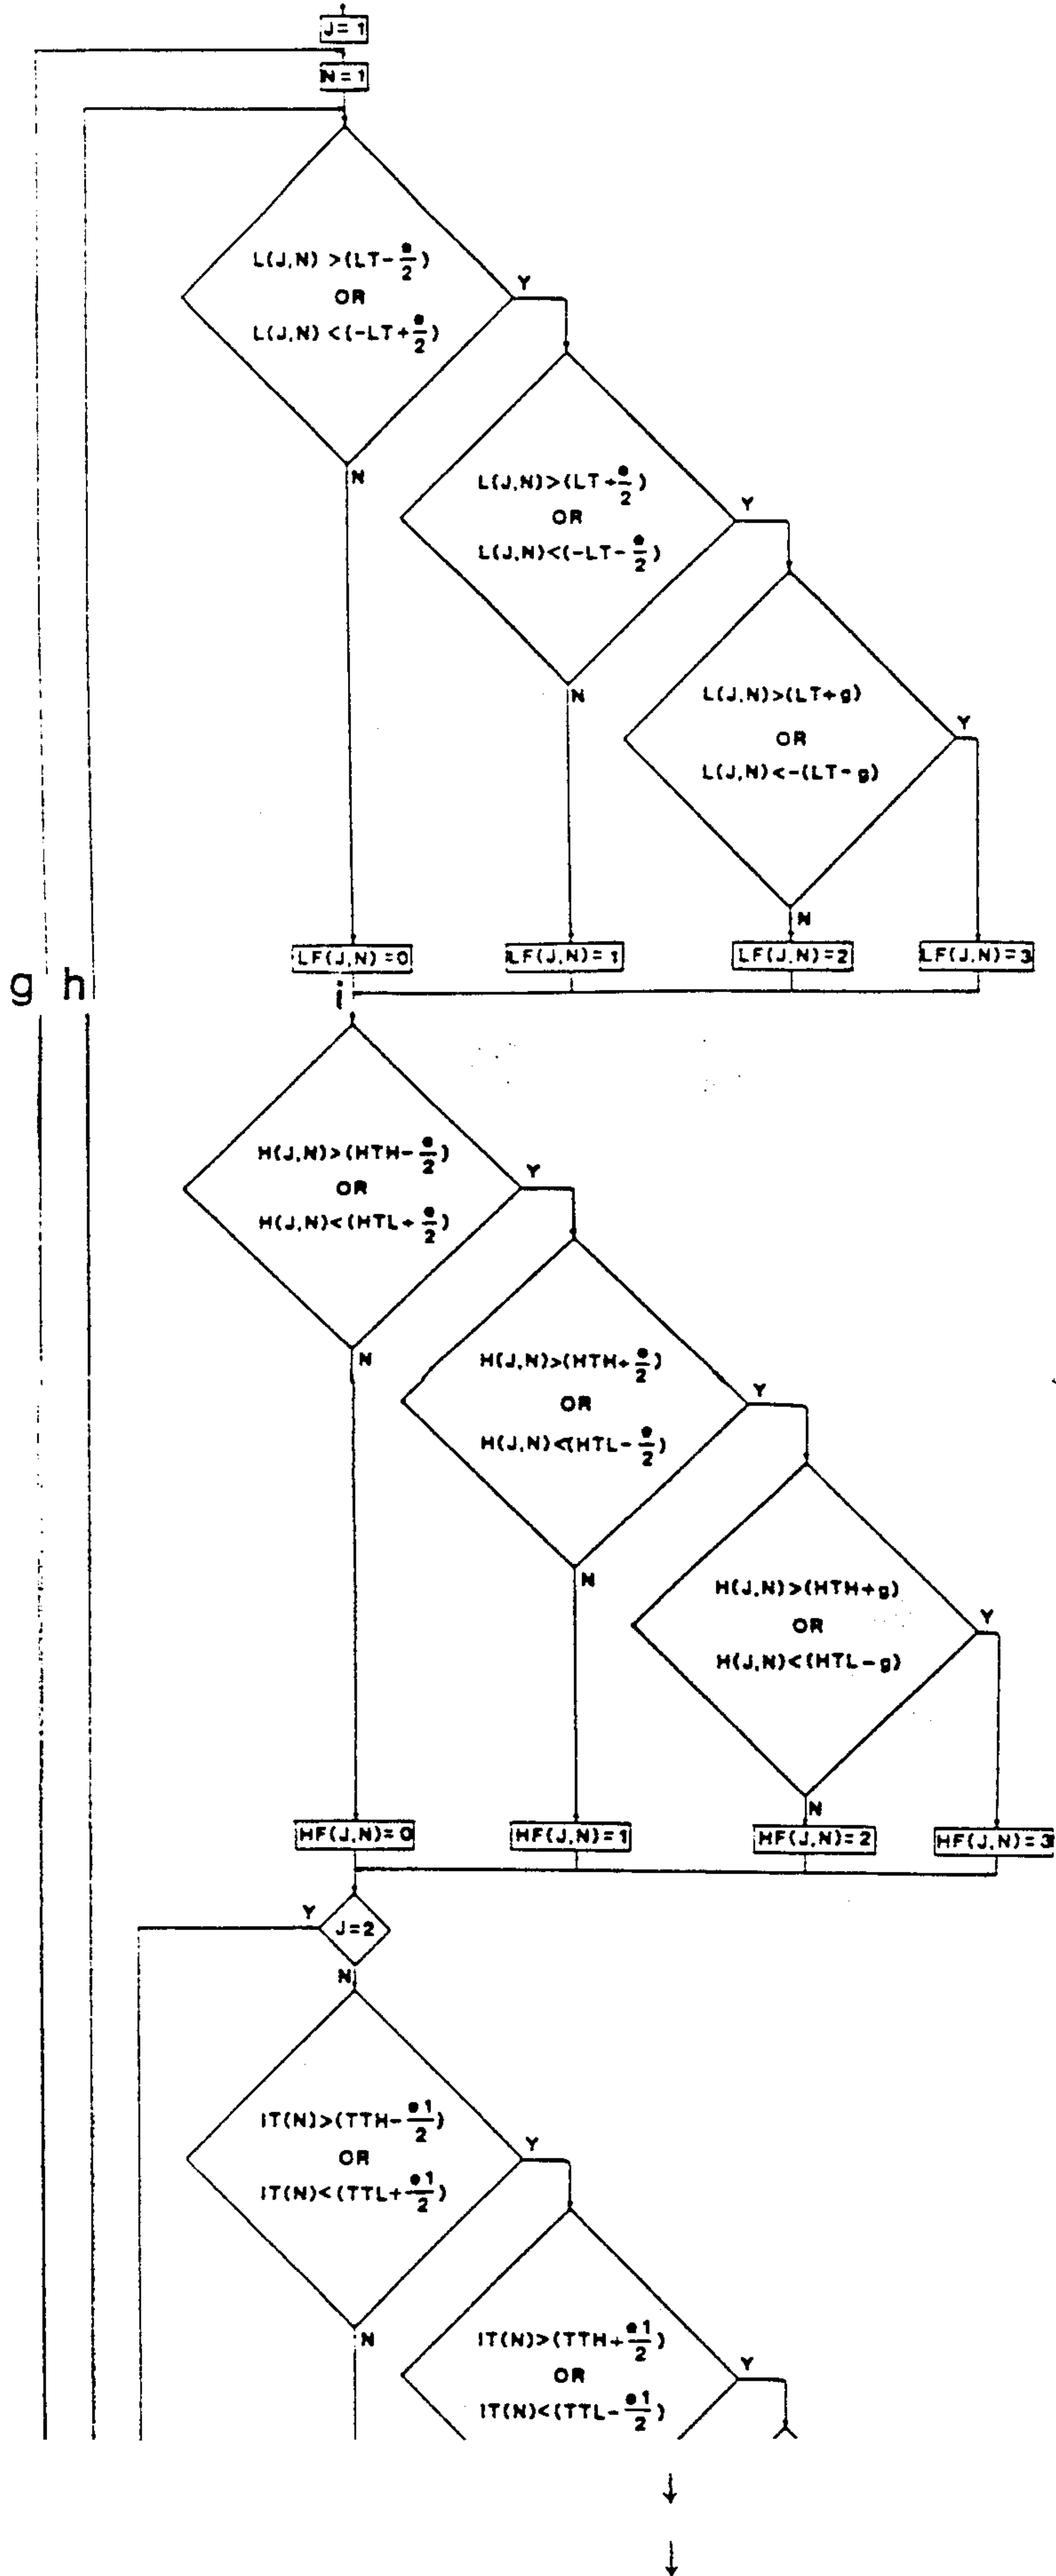 J=1
N=1
L(J,N)>(LT-e/2)
OR
L(J,N)<(-LT+e/2)
Y
N
L(J,N)>(LT+e/2)
OR
L(J,N)<(-LT-e/2)
Y
N
L(J,N)>(LT+g)
OR
L(J,N)<-(LT-g)
Y
N
LF(J,N)=0
LF(J,N)=1
LF(J,N)=2
LF(J,N)=3
g h
i
H(J,N)>(HTH-e/2)
OR
H(J,N)<(HTL+e/2)
Y
N
H(J,N)>(HTH+e/2)
OR
H(J,N)<(HTL-e/2)
Y
N
H(J,N)>(HTH+g)
OR
H(J,N)<(HTL-g)
Y
N
HF(J,N)=0
HF(J,N)=1
HF(J,N)=2
HF(J,N)=3
Y
J=2
N
IT(N)>(TTH-e1/2)
OR
IT(N)<(TTL+e1/2)
Y
N
IT(N)>(TTH+e1/2)
OR
IT(N)<(TTL-e1/2)
Y